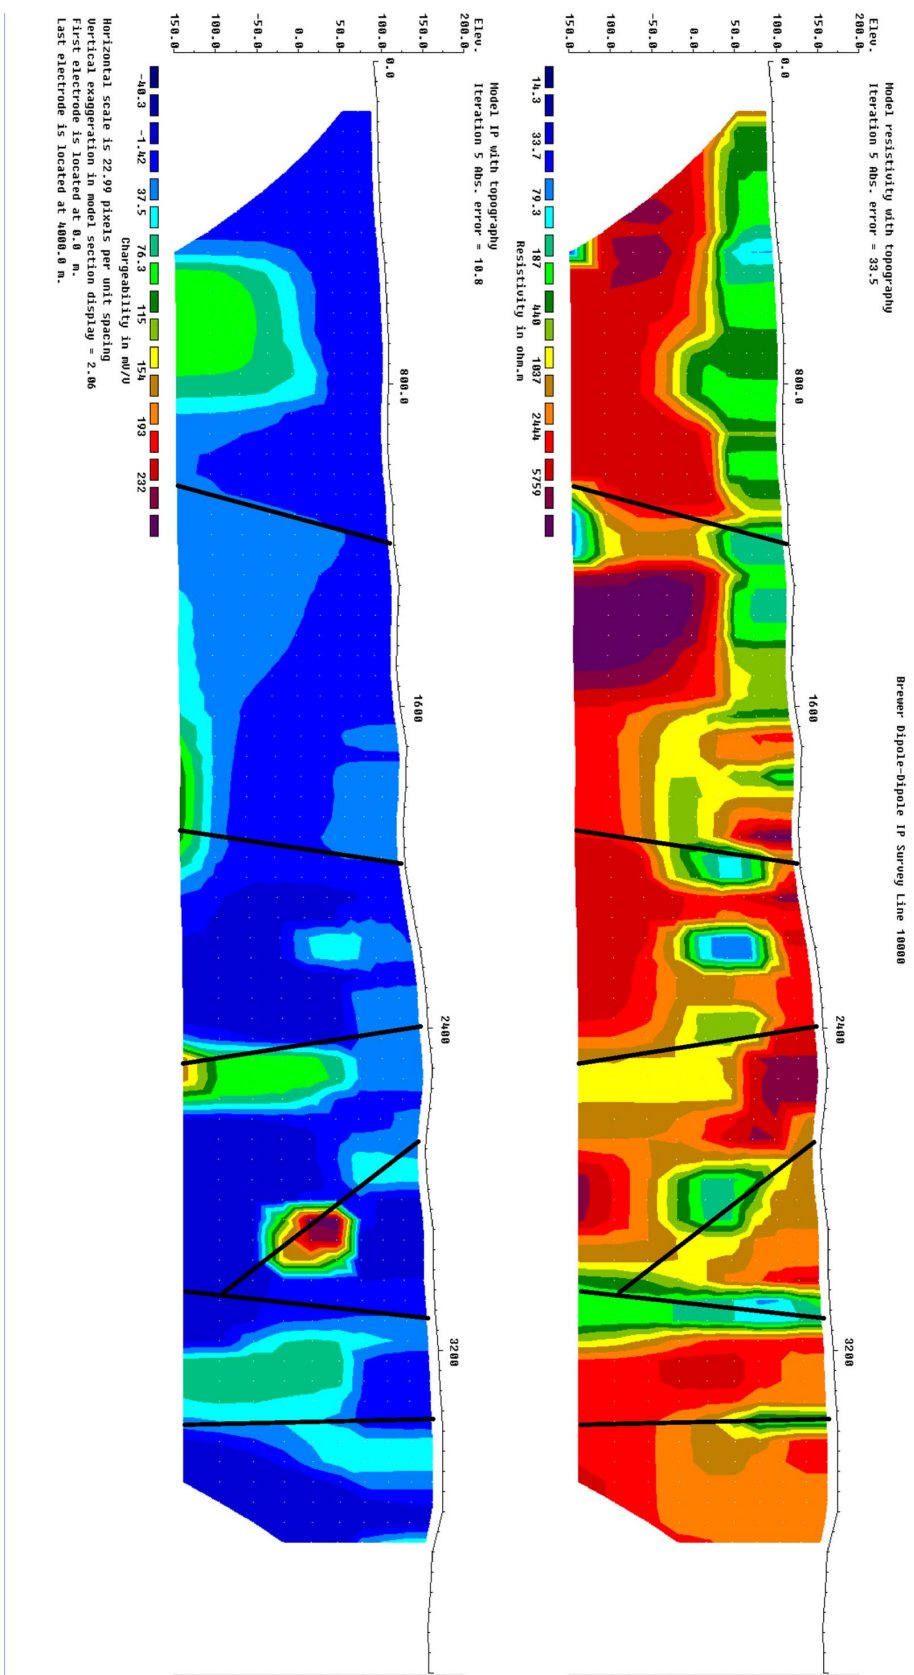 Brewer Dipole-Dipole IP Survey Line 10000
Model resistivity with topography
Iteration 5 Abs. error = 33.5
Elev.
200.0
150.0
100.0
50.0
0.0
-50.0
-100.0
-150.0
0.0
800.0
1600
2400
3200
14.3 33.7 79.3 187 440 1037 2444 5759
Resistivity in ohm.m
Model IP with topography
Iteration 5 Abs. error = 10.8
Elev.
200.0
150.0
100.0
50.0
0.0
-50.0
-100.0
-150.0
0.0
800.0
1600
2400
3200
-40.3 -1.42 37.5 76.3 115 154 193 232
Chargeability in mV/V
Horizontal scale is 22.99 pixels per unit spacing
Vertical exaggeration in model section display = 2.06
First electrode is located at 0.0 m.
Last electrode is located at 4000.0 m.